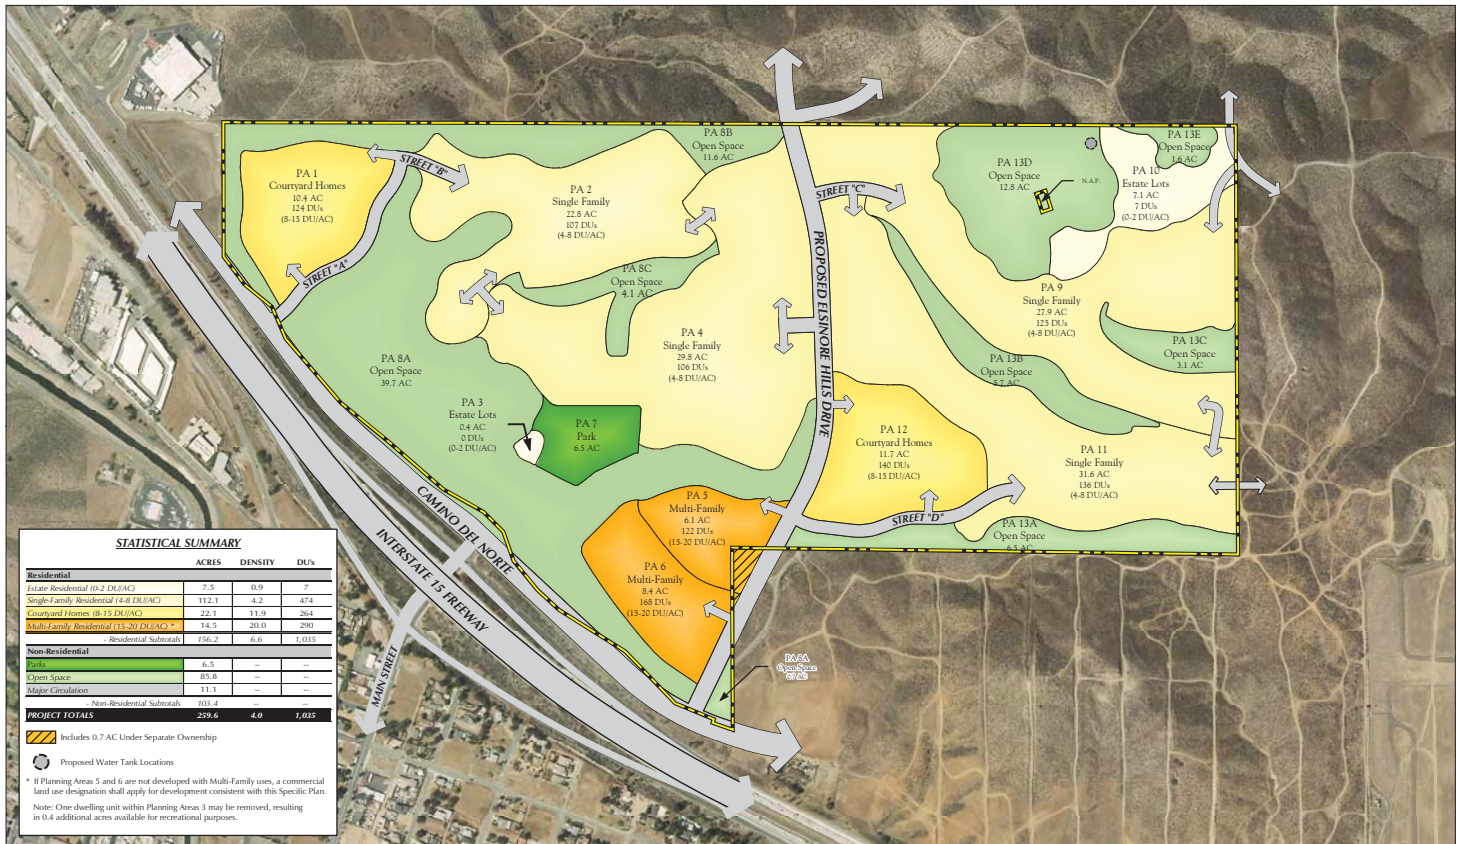 PA 8B
Open Space
11.6 AC
PA 13E
Open Space
1.6 AC
PA 1
Courtyard Homes
10.4 AC
124 DUs
(8-15 DU/AC)
STREET "B"
PA 2
Single Family
22.8 AC
107 DUs
(4-8 DU/AC)
STREET "C"
PA 13D
Open Space
12.8 AC
N.A.P.
PA 10
Estate Lots
7.1 AC
7 DUs
(0-2 DU/AC)
STREET "A"
PA 8C
Open Space
4.1 AC
PROPOSED ELSINORE HILLS DRIVE
PA 9
Single Family
27.9 AC
125 DUs
(4-8 DU/AC)
PA 4
Single Family
29.8 AC
106 DUs
(4-8 DU/AC)
PA 13C
Open Space
3.1 AC
PA 8A
Open Space
39.7 AC
PA 13B
Open Space
5.7 AC
PA 3
Estate Lots
0.4 AC
0 DUs
(0-2 DU/AC)
PA 7
Park
6.5 AC
PA 12
Courtyard Homes
11.7 AC
140 DUs
(8-15 DU/AC)
PA 11
Single Family
31.6 AC
136 DUs
(4-8 DU/AC)
PA 5
Multi-Family
6.1 AC
122 DUs
(15-20 DU/AC)
STREET "D"
PA 13A
Open Space
6.5 AC
CAMINO DEL NORTE
INTERSTATE 15 FREEWAY
PA 6
Multi-Family
8.4 AC
168 DUs
(15-20 DU/AC)
MAIN STREET
PA 8A
Open Space
0.7 AC
STATISTICAL SUMMARY
ACRES DENSITY DU's
Residential
Estate Residential (0-2 DU/AC) 7.5 0.9 7
Single-Family Residential (4-8 DU/AC) 112.1 4.2 474
Courtyard Homes (8-15 DU/AC) 22.1 11.9 264
Multi-Family Residential (15-20 DU/AC) * 14.5 20.0 290
- Residential Subtotals 156.2 6.6 1,035
Non-Residential
Parks 6.5 -- --
Open Space 85.8 -- --
Major Circulation 11.1 -- --
- Non-Residential Subtotals 103.4 -- --
PROJECT TOTALS 259.6 4.0 1,035
Includes 0.7 AC Under Separate Ownership
Proposed Water Tank Locations
* If Planning Areas 5 and 6 are not developed with Multi-Family uses, a commercial
land use designation shall apply for development consistent with this Specific Plan.
Note: One dwelling unit within Planning Areas 3 may be removed, resulting
in 0.4 additional acres available for recreational purposes.